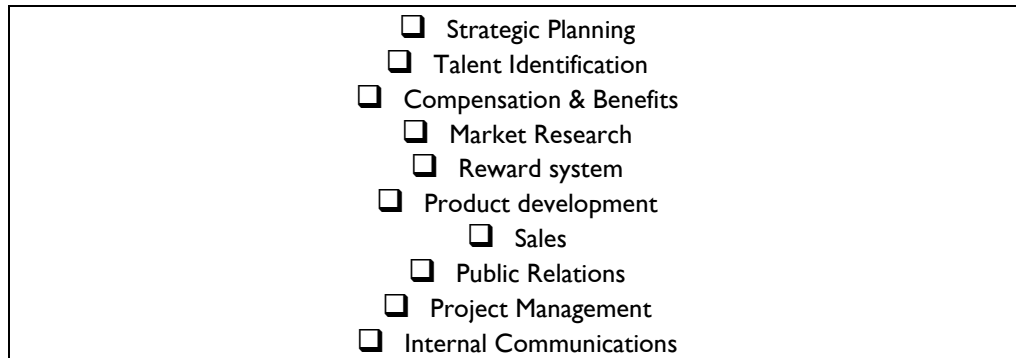 ❑ Strategic Planning
❑ Talent Identification
❑ Compensation & Benefits
❑ Market Research
❑ Reward system
❑ Product development
❑ Sales
❑ Public Relations
❑ Project Management
❑ Internal Communications